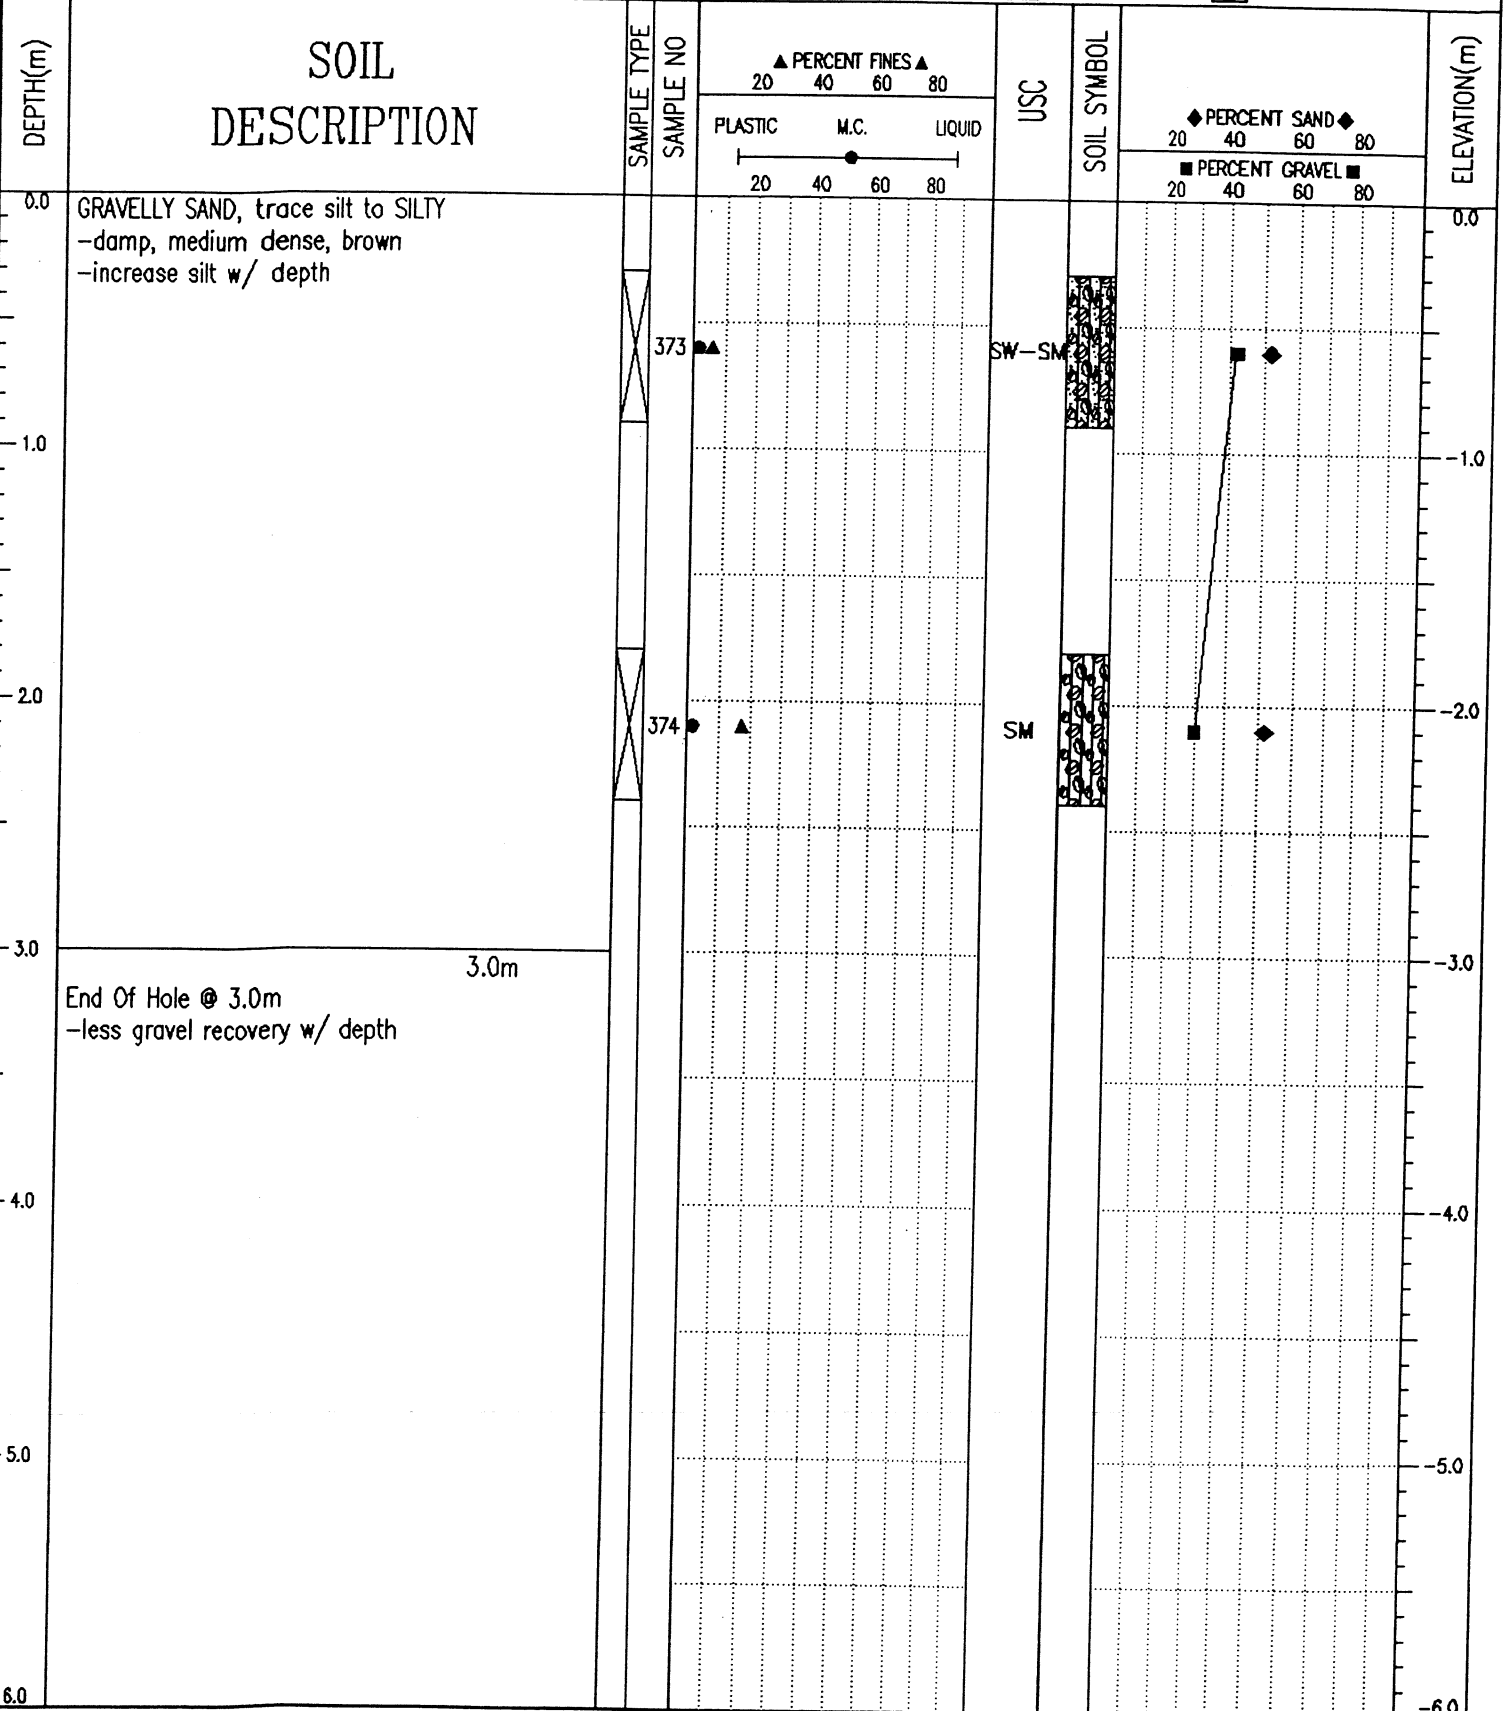 DEPTH(m)
SOIL
DESCRIPTION
SAMPLE TYPE
SAMPLE NO
▲ PERCENT FINES ▲
20 40 60 80
PLASTIC M.C. LIQUID
20 40 60 80
USC
SOIL SYMBOL
◆ PERCENT SAND ◆
20 40 60 80
■ PERCENT GRAVEL ■
20 40 60 80
ELEVATION(m)
0.0
GRAVELLY SAND, trace silt to SILTY
0.0
-damp, medium dense, brown
-increase silt w/ depth
373
SW-SM
1.0
-1.0
2.0
-2.0
374
SM
3.0
-3.0
3.0m
End Of Hole @ 3.0m
-less gravel recovery w/ depth
4.0
-4.0
5.0
-5.0
6.0
-6.0